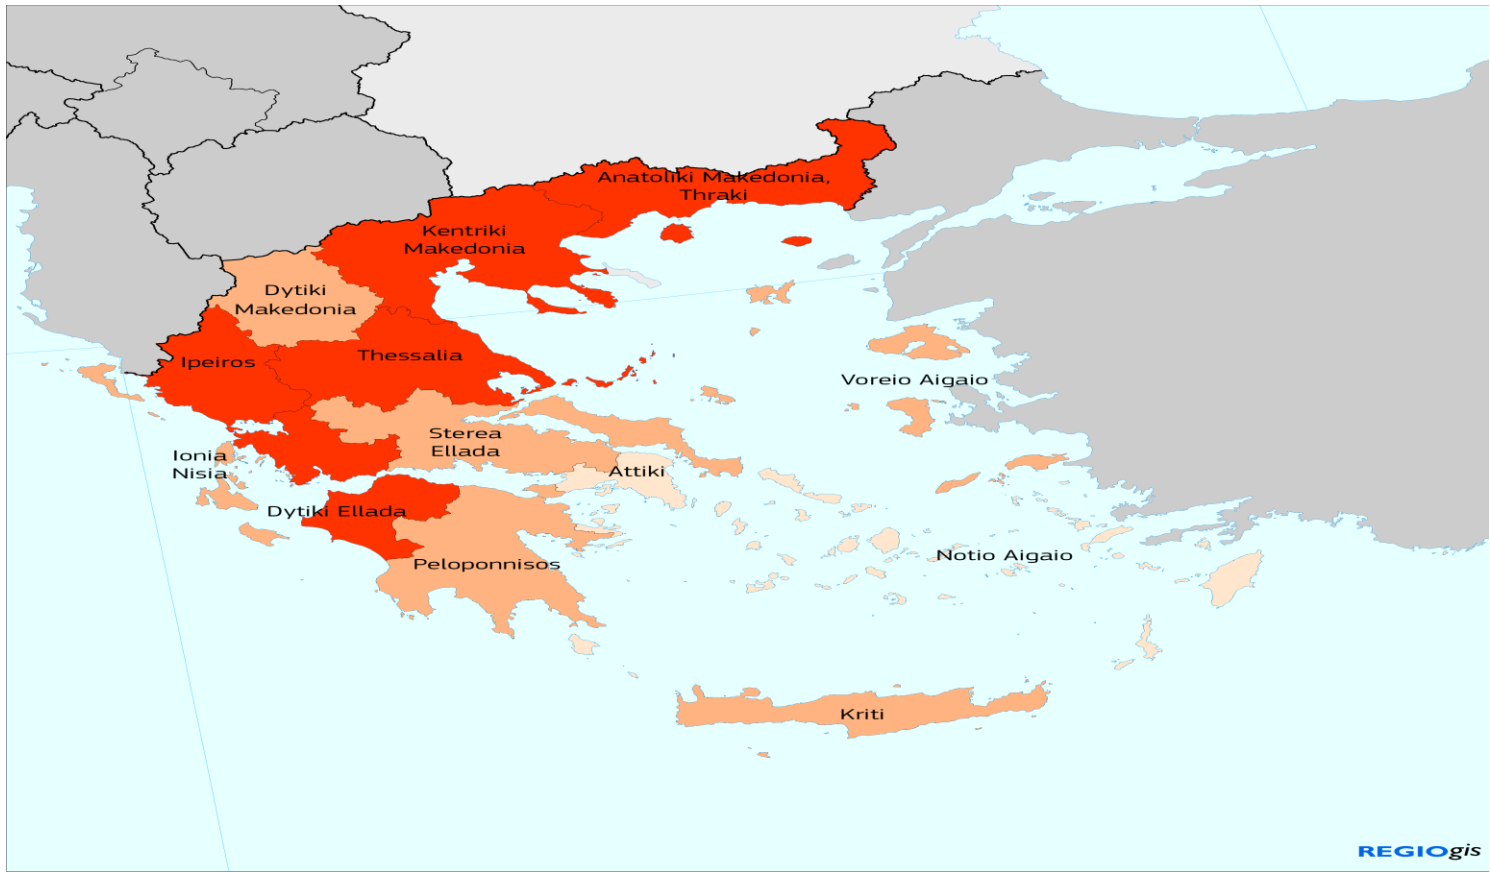 Anatoliki Makedonia,
Thraki
Kentriki
Makedonia
Dytiki
Makedonia
Ipeiros
Thessalia
Voreio Aigaio
Sterea
Ellada
Ionia
Nisia
Attiki
Dytiki Ellada
Notio Aigaio
Peloponnisos
Kriti
REGIOgis